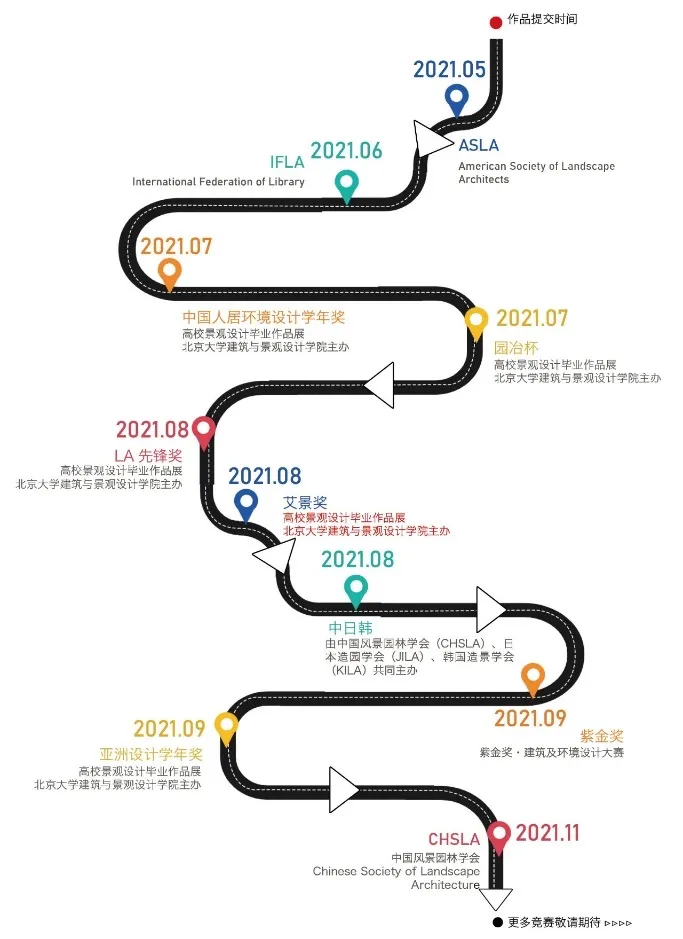 作品提交时间
2021.05
ASLA
American Society of Landscape
Architects
2021.06
IFLA
International Federation of Library
2021.07
中国人居环境设计学年奖
高校景观设计毕业作品展
北京大学建筑与景观设计学院主办
2021.07
园冶杯
高校景观设计毕业作品展
北京大学建筑与景观设计学院主办
2021.08
LA 先锋奖
高校景观设计毕业作品展
北京大学建筑与景观设计学院主办
2021.08
艾景奖
高校景观设计毕业作品展
北京大学建筑与景观设计学院主办
2021.08
中日韩
由中国风景园林学会（CHSLA）、日
本造园学会（JILA）、韩国造景学会
（KILA）共同主办
2021.09
紫金奖
紫金奖·建筑及环境设计大赛
2021.09
亚洲设计学年奖
高校景观设计毕业作品展
北京大学建筑与景观设计学院主办
2021.11
CHSLA
中国风景园林学会
Chinese Society of Landscape
Architecture
更多竞赛敬请期待